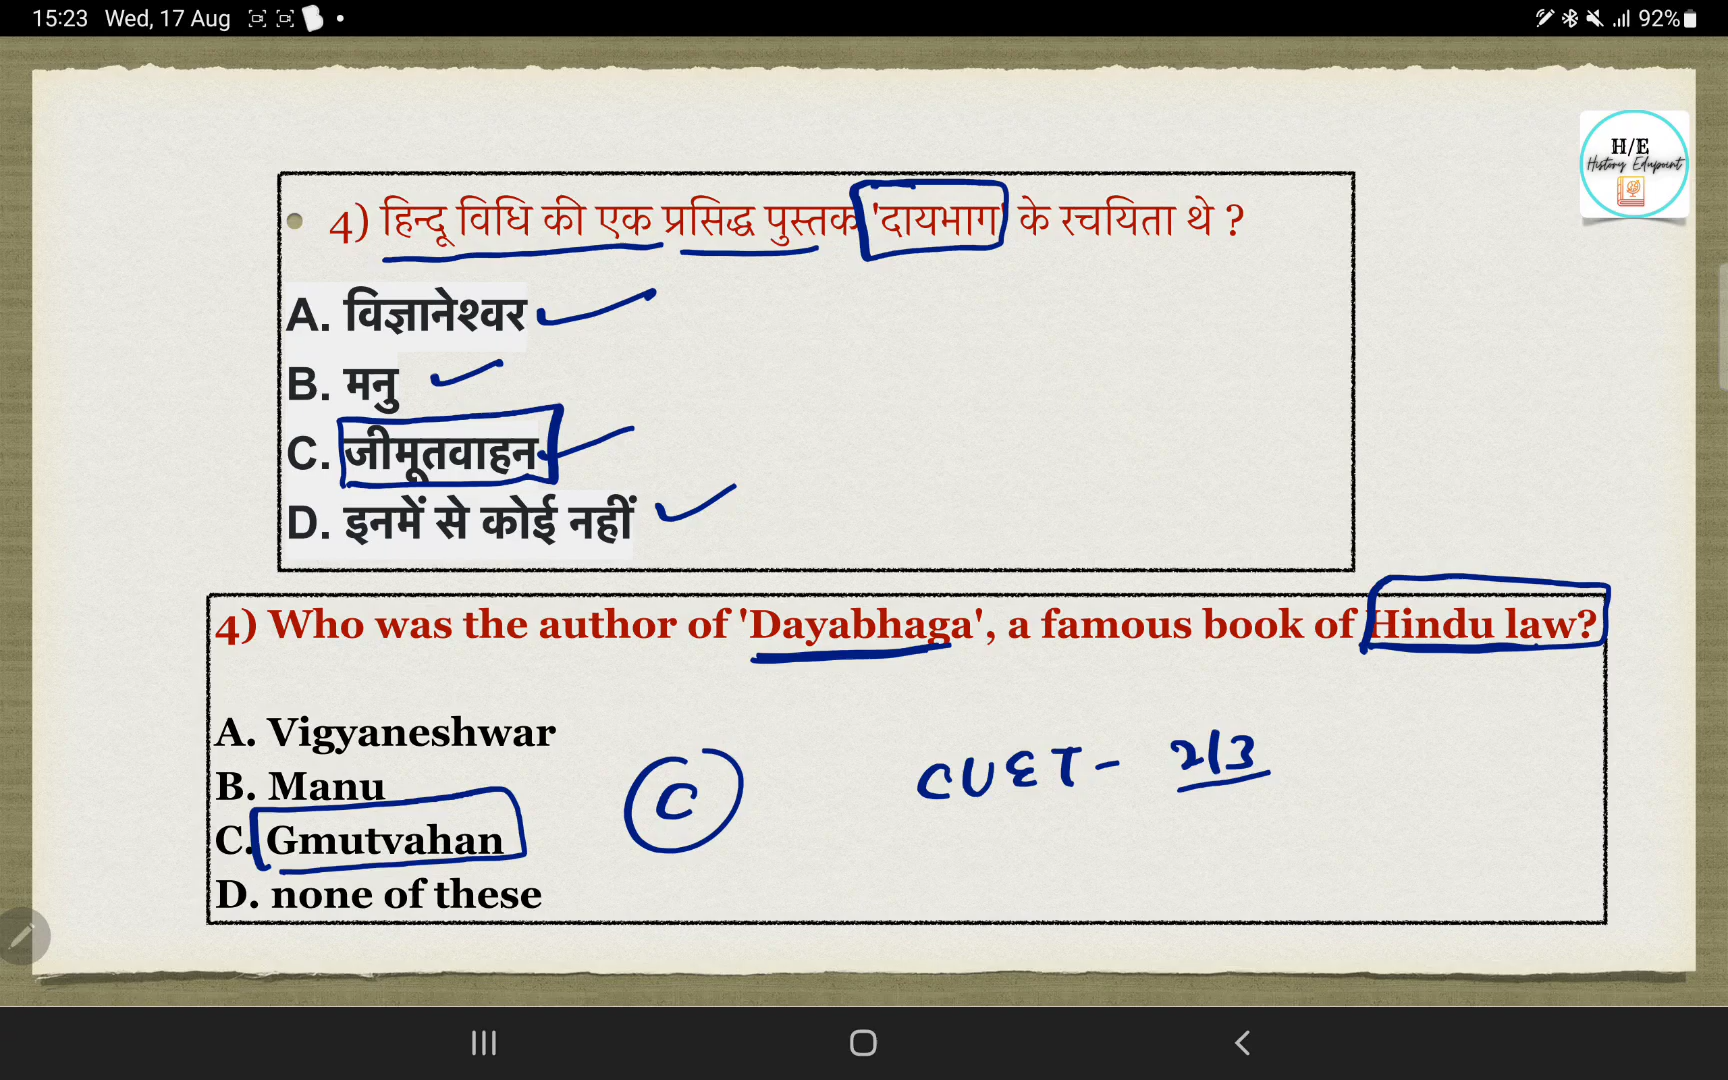 15:23 Wed, 17 Aug
92%
H/E
History Edupoint
4) हिन्दू विधि की एक प्रसिद्ध पुस्तक 'दायभाग' के रचयिता थे ?
A. विज्ञानेश्वर
B. मनु
C. जीमूतवाहन
D. इनमें से कोई नहीं
4) Who was the author of 'Dayabhaga', a famous book of Hindu law?
A. Vigyaneshwar
B. Manu
C. Gmutvahan
D. none of these
C
CUET - 2/3